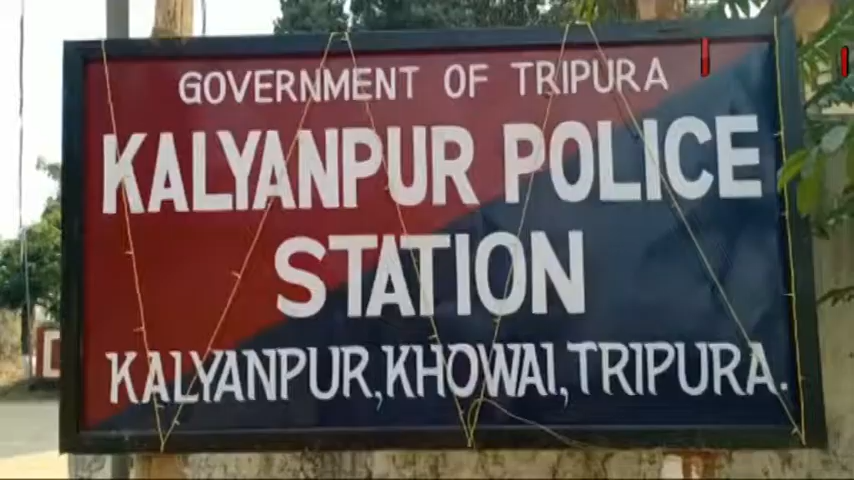 GOVERNMENT OF TRIPURA
KALYANPUR POLICE
STATION
KALYANPUR, KHOWAI, TRIPURA.